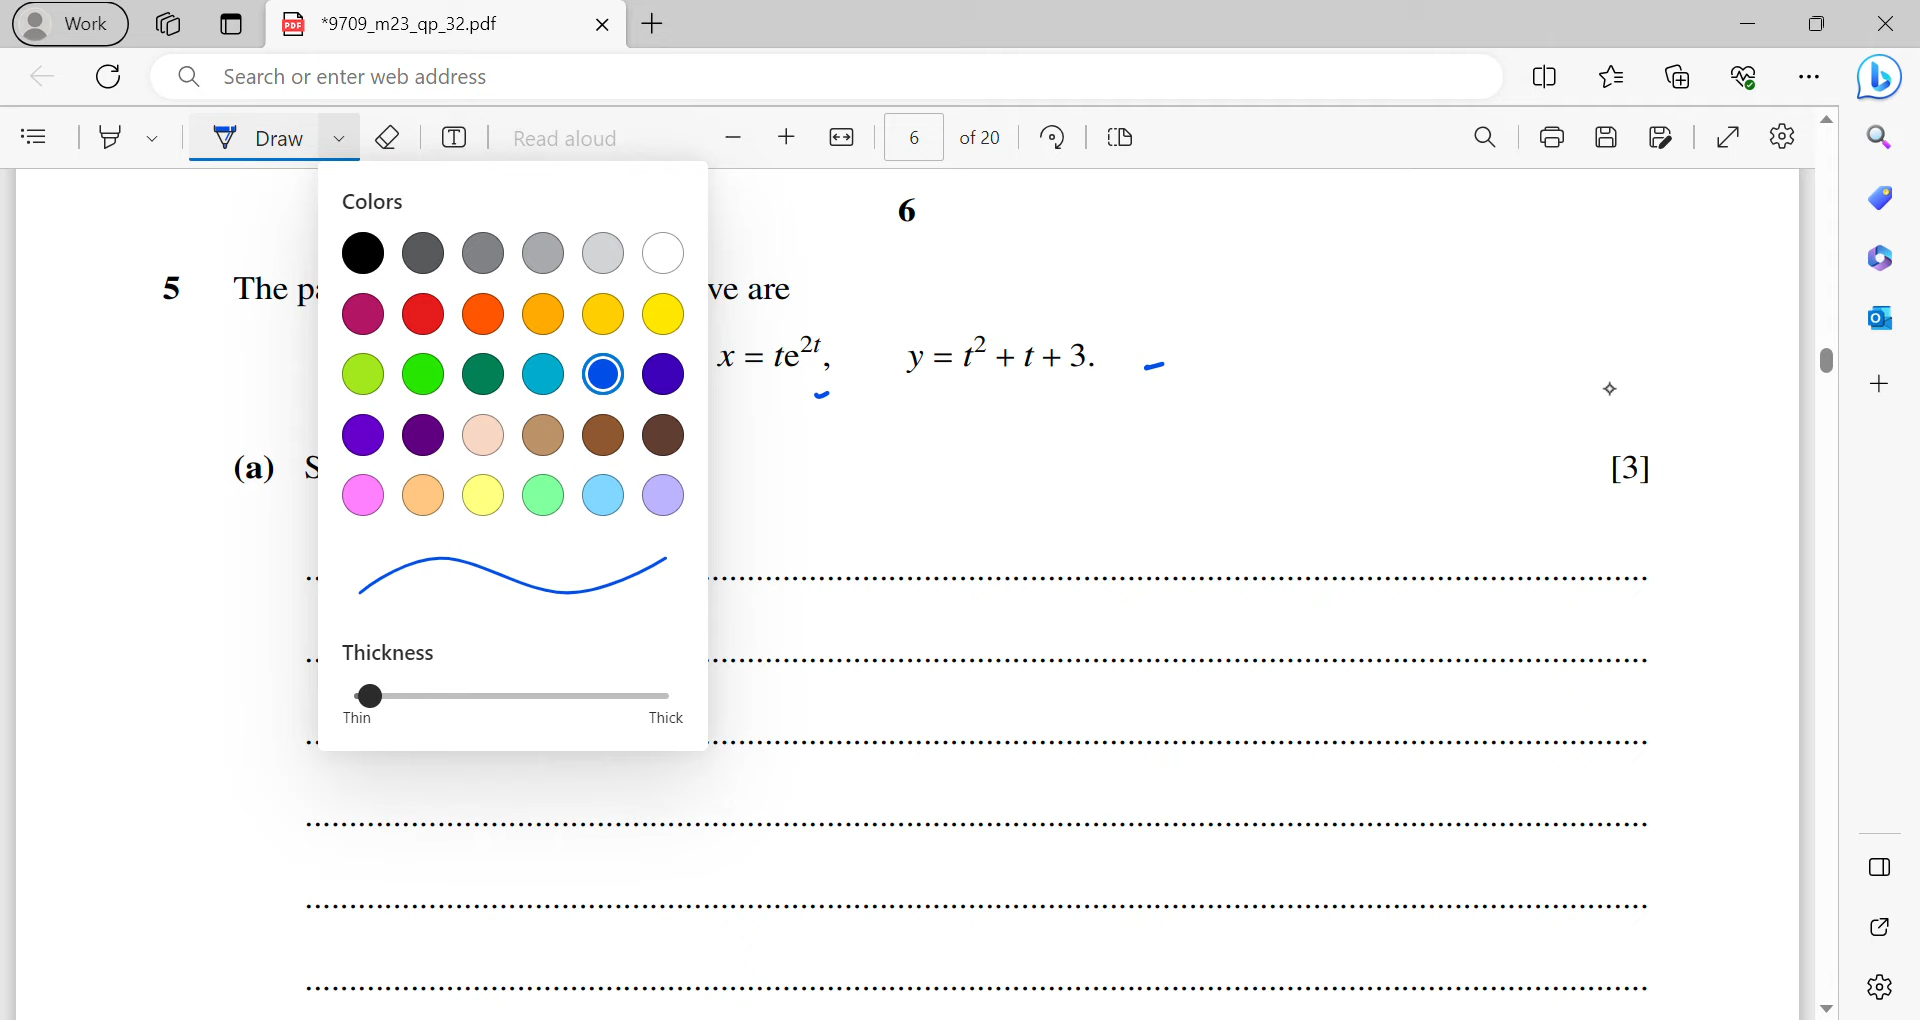 Work
*9709_m23_qp_32.pdf
Search or enter web address
Draw
Read aloud
6
of 20
Colors
Thickness
Thin
Thick
6
5 The pa
ve are
x = te^{2t},
y = t^2 + t + 3.
(a) S
[3]